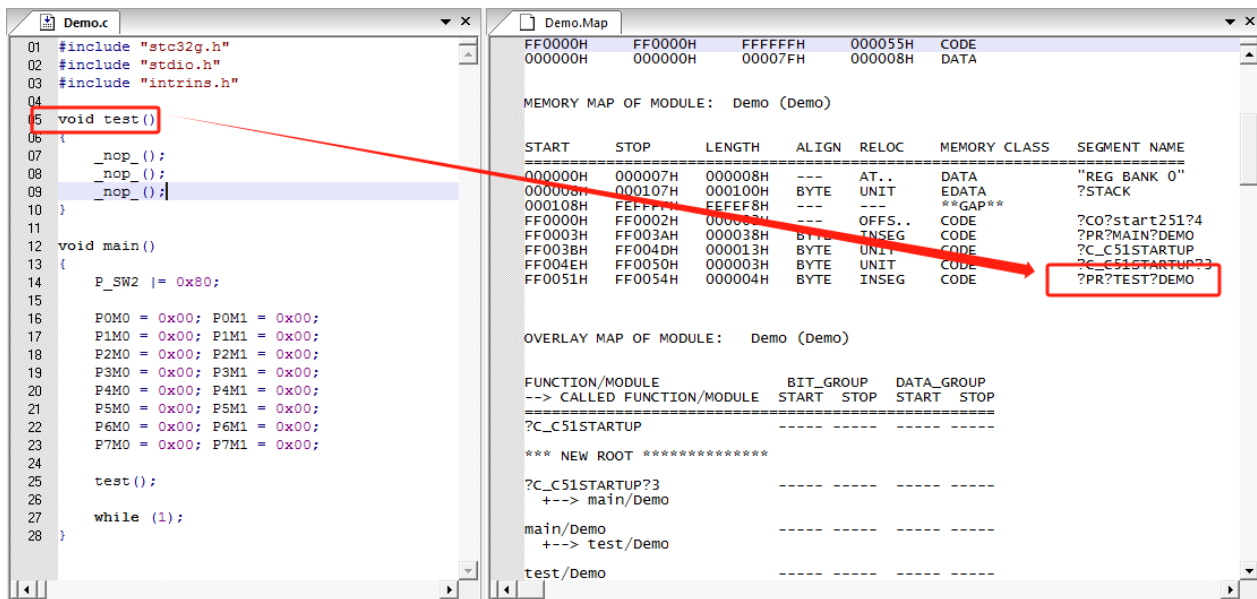 Demo.c
01 #include "stc32g.h"
02 #include "stdio.h"
03 #include "intrins.h"
04
05 void test()
06 {
07 _nop_();
08 _nop_();
09 _nop_();
10 }
11
12 void main()
13 {
14 P_SW2 |= 0x80;
15
16 P0M0 = 0x00; P0M1 = 0x00;
17 P1M0 = 0x00; P1M1 = 0x00;
18 P2M0 = 0x00; P2M1 = 0x00;
19 P3M0 = 0x00; P3M1 = 0x00;
20 P4M0 = 0x00; P4M1 = 0x00;
21 P5M0 = 0x00; P5M1 = 0x00;
22 P6M0 = 0x00; P6M1 = 0x00;
23 P7M0 = 0x00; P7M1 = 0x00;
24
25 test();
26
27 while (1);
28 }
Demo.Map
FF0000H FF0000H FFFFFFH 000055H CODE
000000H 000000H 00007FH 000008H DATA
MEMORY MAP OF MODULE: Demo (Demo)
START STOP LENGTH ALIGN RELOC MEMORY CLASS SEGMENT NAME
=====================================================================================
000000H 000007H 000008H --- AT.. DATA "REG BANK 0"
000008H 000107H 000100H BYTE UNIT EDATA ?STACK
000108H FEFFFFH FEFEF8H --- --- **GAP**
FF0000H FF0002H 000003H --- OFFS.. CODE ?CO?start251?4
FF0003H FF003AH 000038H BYTE INSEG CODE ?PR?MAIN?DEMO
FF003BH FF004DH 000013H BYTE UNIT CODE ?C_C51STARTUP
FF004EH FF0050H 000003H BYTE UNIT CODE ?C_C51STARTUP?3
FF0051H FF0054H 000004H BYTE INSEG CODE ?PR?TEST?DEMO
OVERLAY MAP OF MODULE: Demo (Demo)
FUNCTION/MODULE BIT_GROUP DATA_GROUP
--> CALLED FUNCTION/MODULE START STOP START STOP
============================================================
?C_C51STARTUP ----- ----- ----- -----
*** NEW ROOT **************
?C_C51STARTUP?3 ----- ----- ----- -----
+--> main/Demo
main/Demo ----- ----- ----- -----
+--> test/Demo
test/Demo ----- ----- ----- -----